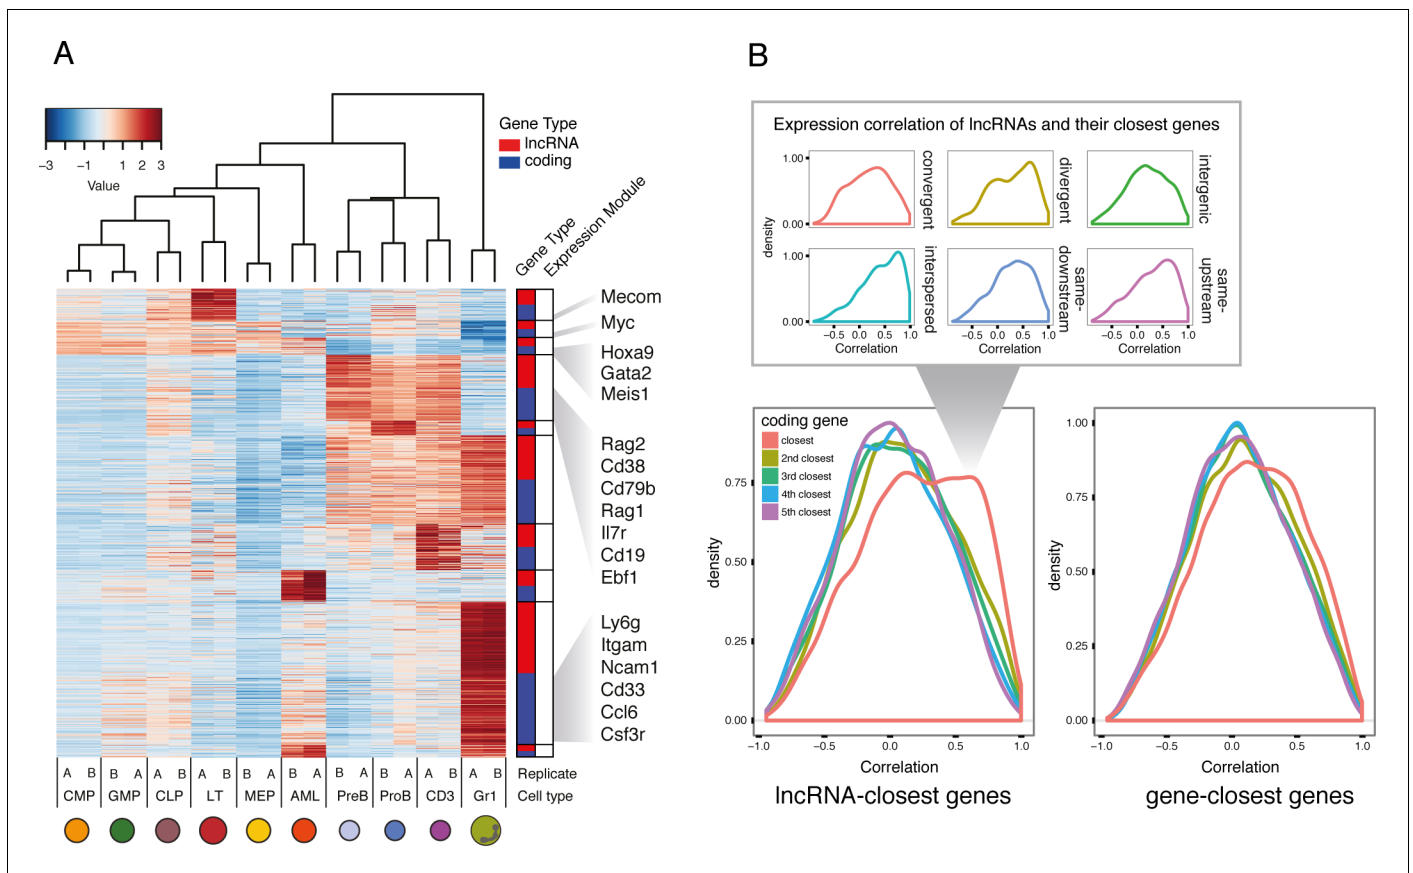 A
B
−3 −1 1 2 3
Value
Gene Type
lncRNA
coding
Gene Type
Expression Module
Mecom
Myc
Hoxa9
Gata2
Meis1
Rag2
Cd38
Cd79b
Rag1
Il7r
Cd19
Ebf1
Ly6g
Itgam
Ncam1
Cd33
Ccl6
Csf3r
A B B A A B A B B A B A B A B A A B A B Replicate
CMP GMP CLP LT MEP AML PreB ProB CD3 Gr1 Cell type
Expression correlation of lncRNAs and their closest genes
1.00
0.00
convergent
divergent
intergenic
density
1.00
0.00
interspersed
same-
downstream
same-
upstream
−0.5 0.0 0.5 1.0 −0.5 0.0 0.5 1.0 −0.5 0.0 0.5 1.0
Correlation Correlation Correlation
coding gene
closest
2nd closest
3rd closest
4th closest
5th closest
0.75
0.50
0.25
0.00
density
−1.0 −0.5 0.0 0.5 1.0
Correlation
lncRNA-closest genes
1.00
0.75
0.50
0.25
0.00
density
−1.0 −0.5 0.0 0.5 1.0
Correlation
gene-closest genes